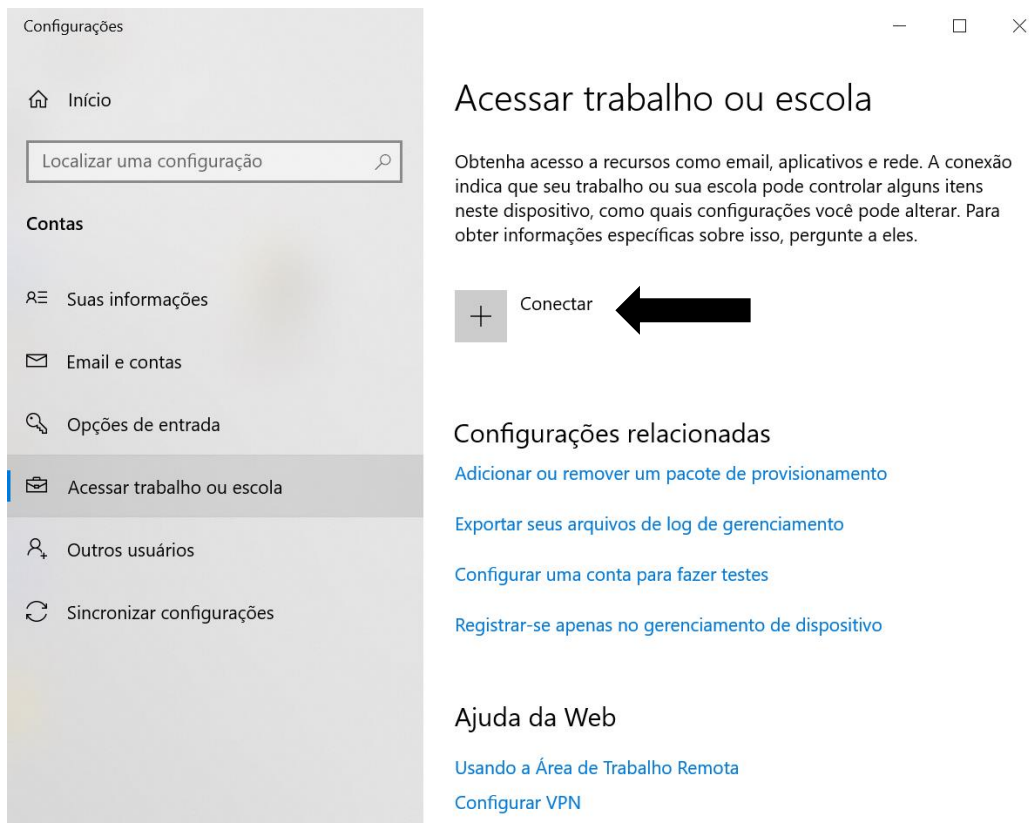 Configurações
Início
Localizar uma configuração
Contas
Suas informações
Email e contas
Opções de entrada
Acessar trabalho ou escola
Outros usuários
Sincronizar configurações
Acessar trabalho ou escola
Obtenha acesso a recursos como email, aplicativos e rede. A conexão
indica que seu trabalho ou sua escola pode controlar alguns itens
neste dispositivo, como quais configurações você pode alterar. Para
obter informações específicas sobre isso, pergunte a eles.
Conectar
Configurações relacionadas
Adicionar ou remover um pacote de provisionamento
Exportar seus arquivos de log de gerenciamento
Configurar uma conta para fazer testes
Registrar-se apenas no gerenciamento de dispositivo
Ajuda da Web
Usando a Área de Trabalho Remota
Configurar VPN